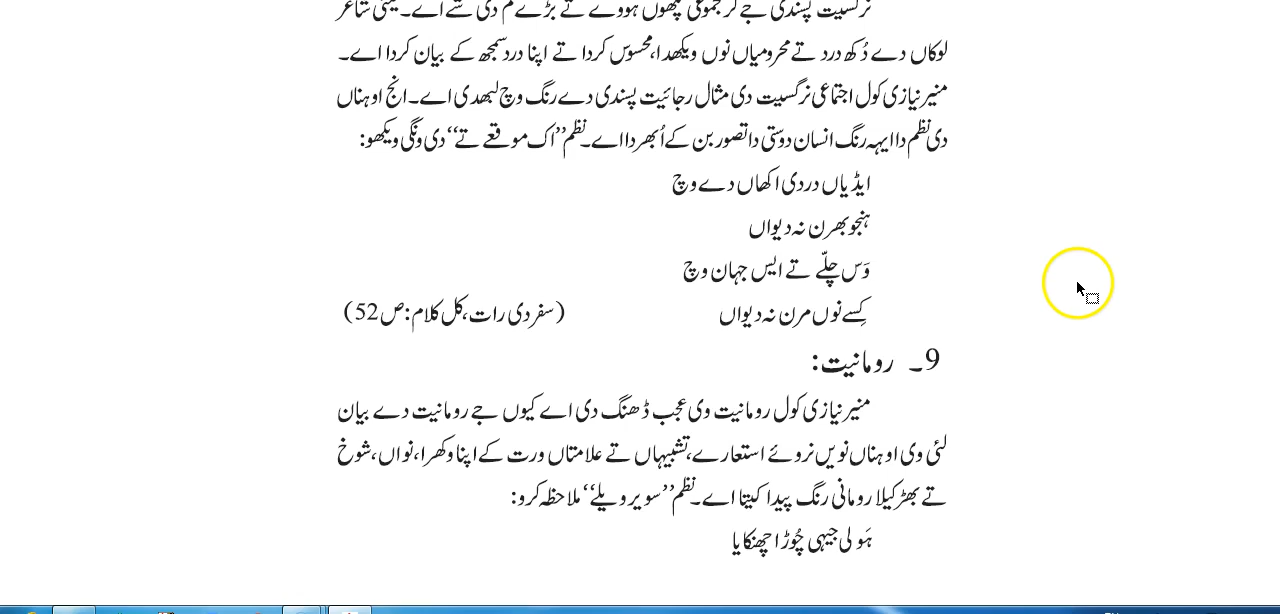 نرگسیت پسندی جے کر مجموعی پکھوں ہووے تے بڑے کم دی شے اے۔ یعنی شاعر
لوکاں دے دُکھ درد تے محرومیاں نوں ویکھدا، محسوس کردا تے اپنا درد سمجھ کے بیان کردا اے۔
منیر نیازی کول اجتماعی نرگسیت دی مثال رجائیت پسندی دے رنگ وچ لبھدی اے۔ انج اوہناں
دی نظم دا ایہہ رنگ انسان دوستی دا تصور بن کے اُبھردا اے۔ نظم ’’اک موقعے تے‘‘ دی ونگی ویکھو:
ایڈیاں دردی اکھاں دے وچ
ہنجو بھرن نہ دیواں
وَس چلّے تے ایس جہان وچ
کِسے نوں مرن نہ دیواں (سفر دی رات، کل کلام: ص 52)
9۔ رومانیت:
منیر نیازی کول رومانیت وی عجب ڈھنگ دی اے کیوں جے رومانیت دے بیان
لئی وی اوہناں نویں نروئے استعارے، تشبیہاں تے علامتاں ورت کے اپنا وکھرا، نواں، شوخ
تے بھڑکیلا رومانی رنگ پیدا کیتا اے۔ نظم ’’سویر ویلے‘‘ ملاحظہ کرو:
ہَولی جیہی چُوڑا چھنکایا